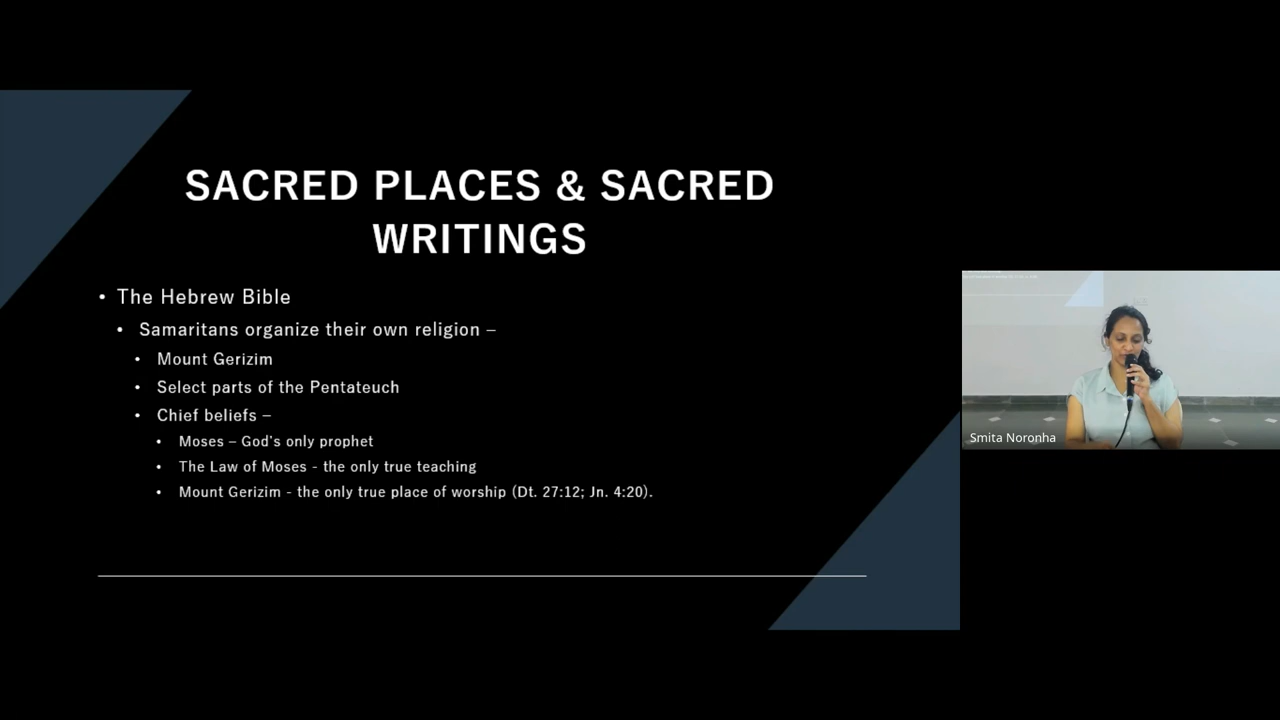 SACRED PLACES & SACRED
WRITINGS
• The Hebrew Bible
• Samaritans organize their own religion –
• Mount Gerizim
• Select parts of the Pentateuch
• Chief beliefs –
• Moses – God's only prophet
• The Law of Moses - the only true teaching
• Mount Gerizim - the only true place of worship (Dt. 27:12; Jn. 4:20).
Smita Noronha